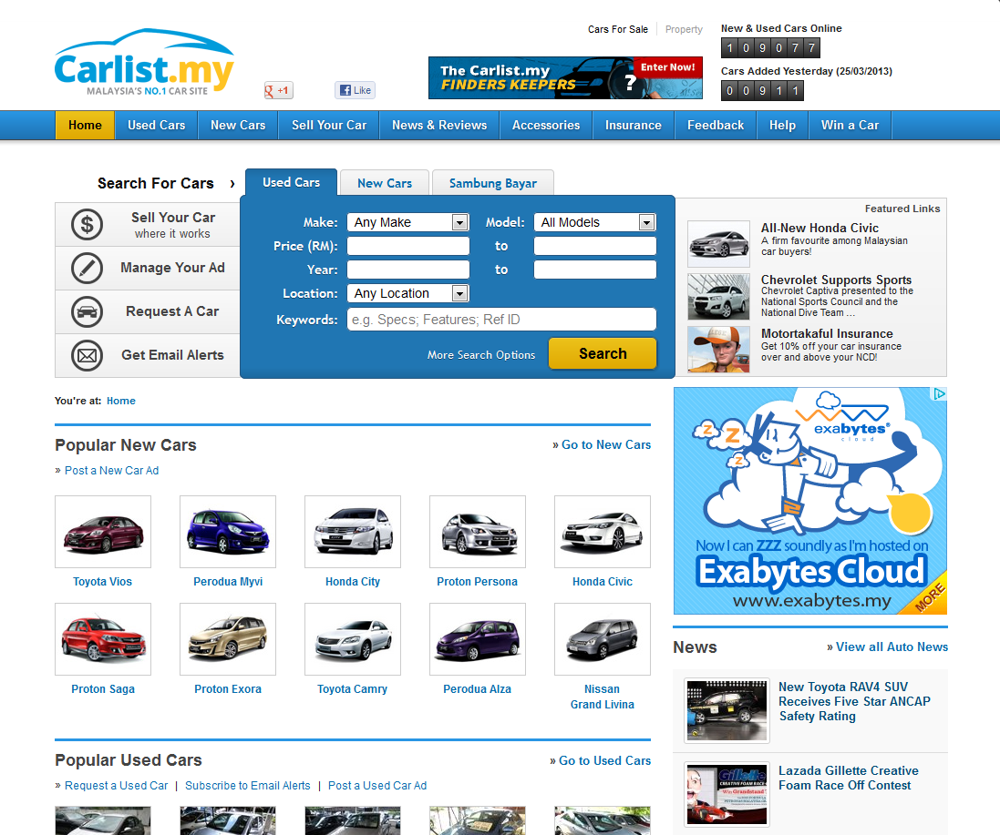 Cars For Sale
Property
New & Used Cars Online
109077
Cars Added Yesterday (25/03/2013)
00911
Carlist.my
MALAYSIA'S NO.1 CAR SITE
g +1
Like
The Carlist.my
FINDERS KEEPERS
?
Enter Now!
Home
Used Cars
New Cars
Sell Your Car
News & Reviews
Accessories
Insurance
Feedback
Help
Win a Car
Search For Cars ›
Sell Your Car
where it works
Manage Your Ad
Request A Car
Get Email Alerts
Used Cars
New Cars
Sambung Bayar
Make:
Any Make
Model:
All Models
Price (RM):
to
Year:
to
Location:
Any Location
Keywords:
e.g. Specs; Features; Ref ID
More Search Options
Search
Featured Links
All-New Honda Civic
A firm favourite among Malaysian
car buyers!
Chevrolet Supports Sports
Chevrolet Captiva presented to the
National Sports Council and the
National Dive Team ...
Motortakaful Insurance
Get 10% off your car insurance
over and above your NCD!
You're at: Home
Popular New Cars
» Go to New Cars
» Post a New Car Ad
Toyota Vios
Perodua Myvi
Honda City
Proton Persona
Honda Civic
Proton Saga
Proton Exora
Toyota Camry
Perodua Alza
Nissan
Grand Livina
Popular Used Cars
» Go to Used Cars
» Request a Used Car | Subscribe to Email Alerts | Post a Used Car Ad
z
Z
z
exabytes®
cloud
Now I can ZZZ soundly as I'm hosted on
Exabytes Cloud
www.exabytes.my
MORE
News
» View all Auto News
New Toyota RAV4 SUV
Receives Five Star ANCAP
Safety Rating
Gillette
CREATIVE FOAM RACE
Lazada Gillette Creative
Foam Race Off Contest